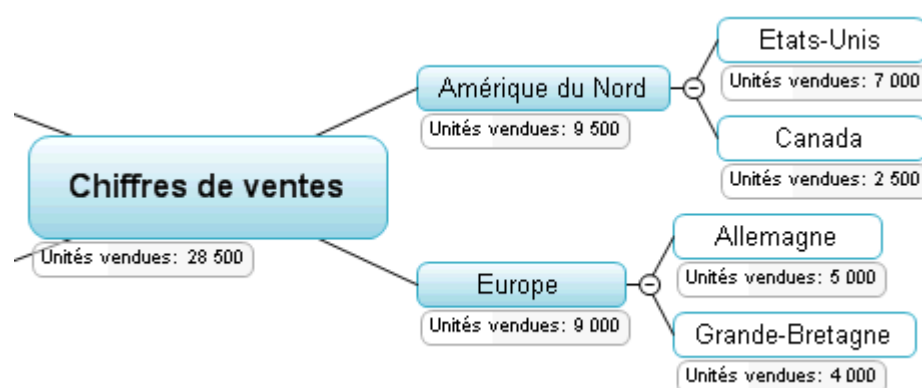 Etats-Unis
Unités vendues: 7 000
Amérique du Nord
Unités vendues: 9 500
Canada
Unités vendues: 2 500
Chiffres de ventes
Unités vendues: 28 500
Allemagne
Unités vendues: 5 000
Europe
Unités vendues: 9 000
Grande-Bretagne
Unités vendues: 4 000